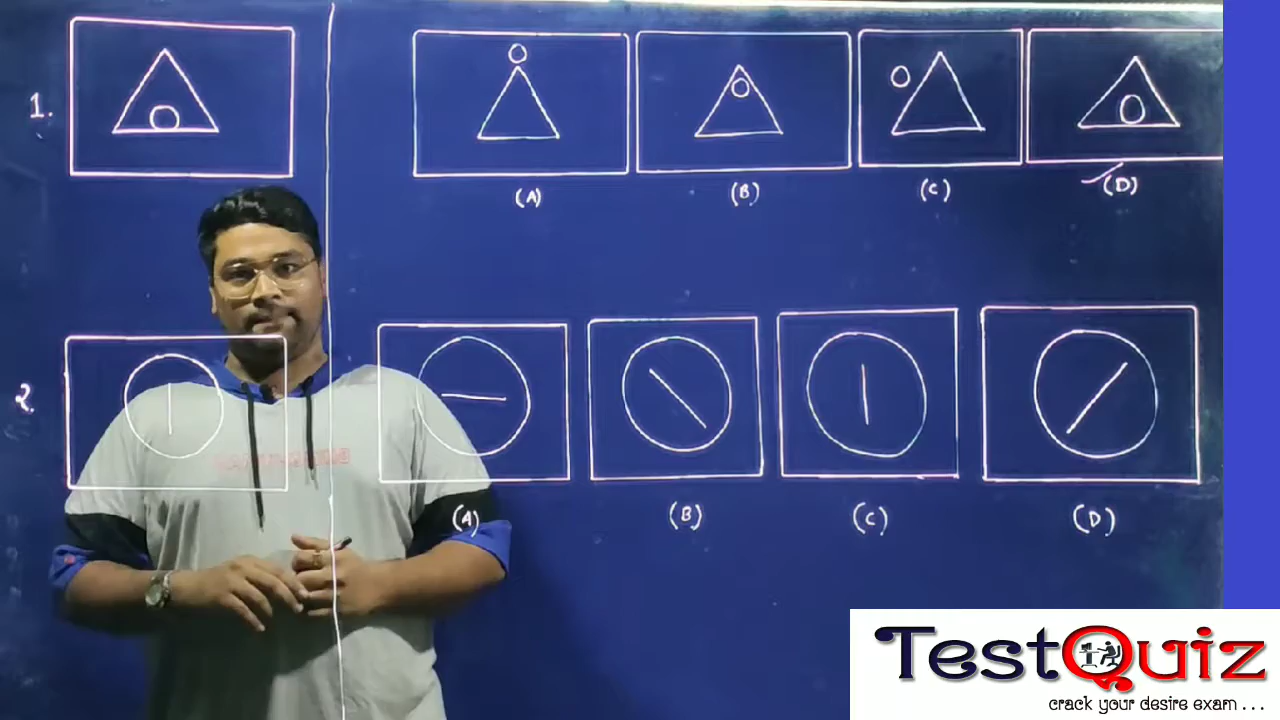 1.
(A) (B) (C) (D)
2.
(A) (B) (C) (D)
TestQuiz
crack your desire exam . . .